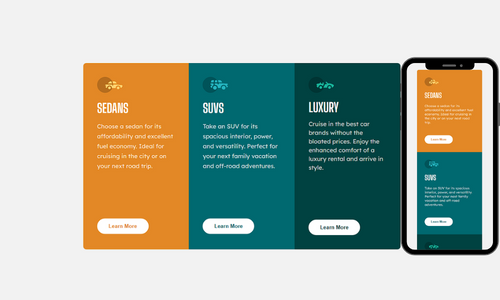 SEDANS
Choose a sedan for its
affordability and excellent
fuel economy. Ideal for
cruising in the city or on
your next road trip.
Learn More
SUVS
Take an SUV for its
spacious interior, power,
and versatility. Perfect for
your next family vacation
and off-road adventures.
Learn More
LUXURY
Cruise in the best car
brands without the
bloated prices. Enjoy the
enhanced comfort of a
luxury rental and arrive in
style.
Learn More
SEDANS
Choose a sedan for its
affordability and excellent fuel
economy. Ideal for cruising in
the city or on your next road
trip.
Learn More
SUVS
Take an SUV for its spacious
interior, power, and versatility.
Perfect for your next family
vacation and off-road
adventures.
Learn More